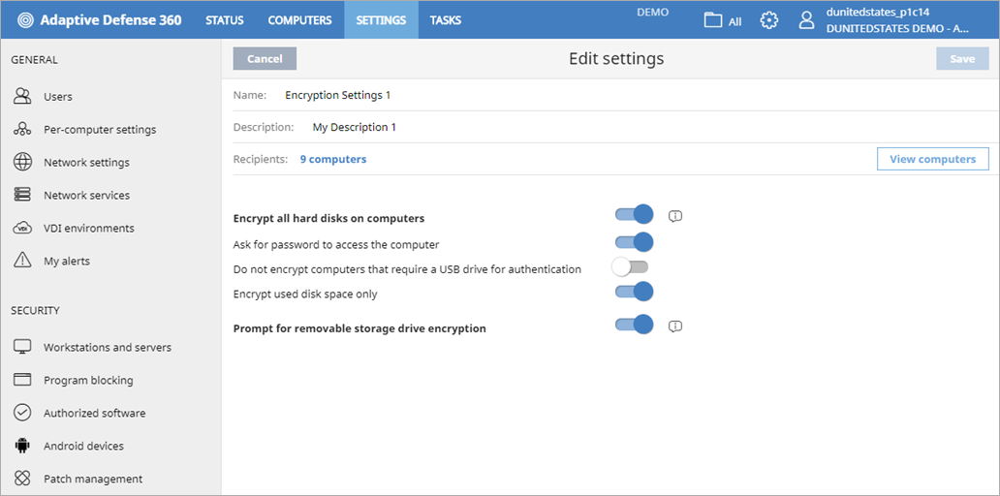 Adaptive Defense 360 STATUS COMPUTERS SETTINGS TASKS DEMO All dunitedstates_p1c14
DUNITEDSTATES DEMO - A...
GENERAL
Users
Per-computer settings
Network settings
Network services
VDI
VDI environments
My alerts
SECURITY
Workstations and servers
Program blocking
Authorized software
Android devices
Patch management
Cancel Edit settings Save
Name: Encryption Settings 1
Description: My Description 1
Recipients: 9 computers View computers
Encrypt all hard disks on computers
Ask for password to access the computer
Do not encrypt computers that require a USB drive for authentication
Encrypt used disk space only
Prompt for removable storage drive encryption